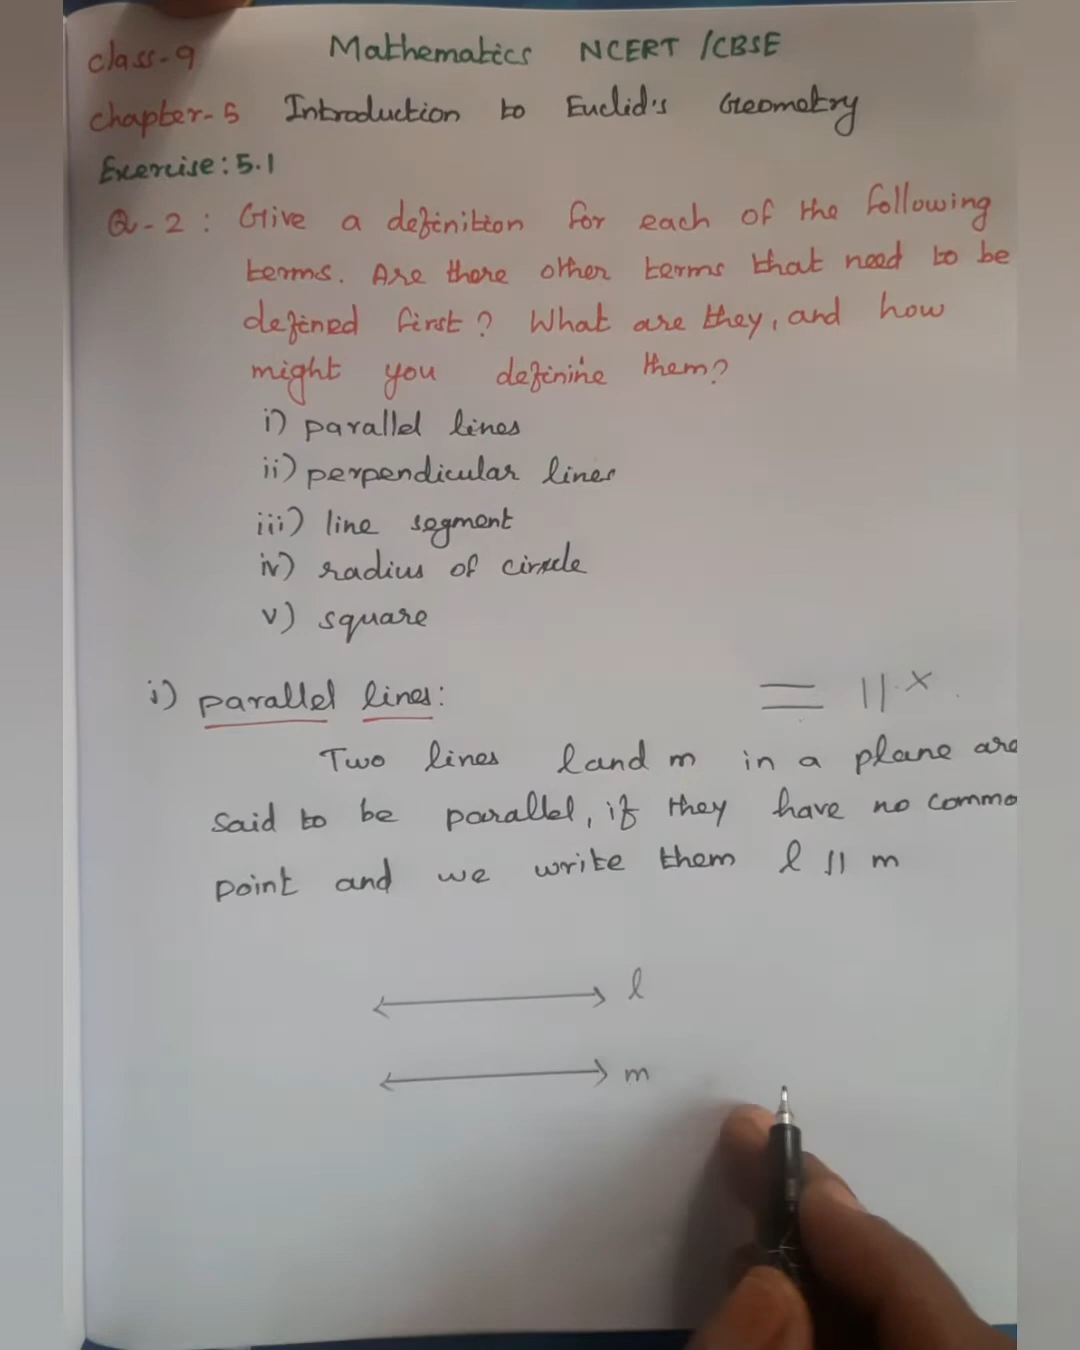 class-9 Mathematics NCERT /CBSE
chapter-5 Introduction to Euclid's Geometry
Exercise: 5.1
Q-2: Give a definition for each of the following
terms. Are there other terms that need to be
defined first? What are they, and how
might you definine them?
i) parallel lines
ii) perpendicular lines
iii) line segment
iv) radius of circle
v) square
i) parallel lines: = || x
Two lines l and m in a plane are
said to be parallel, if they have no commo
point and we write them l || m
l
m